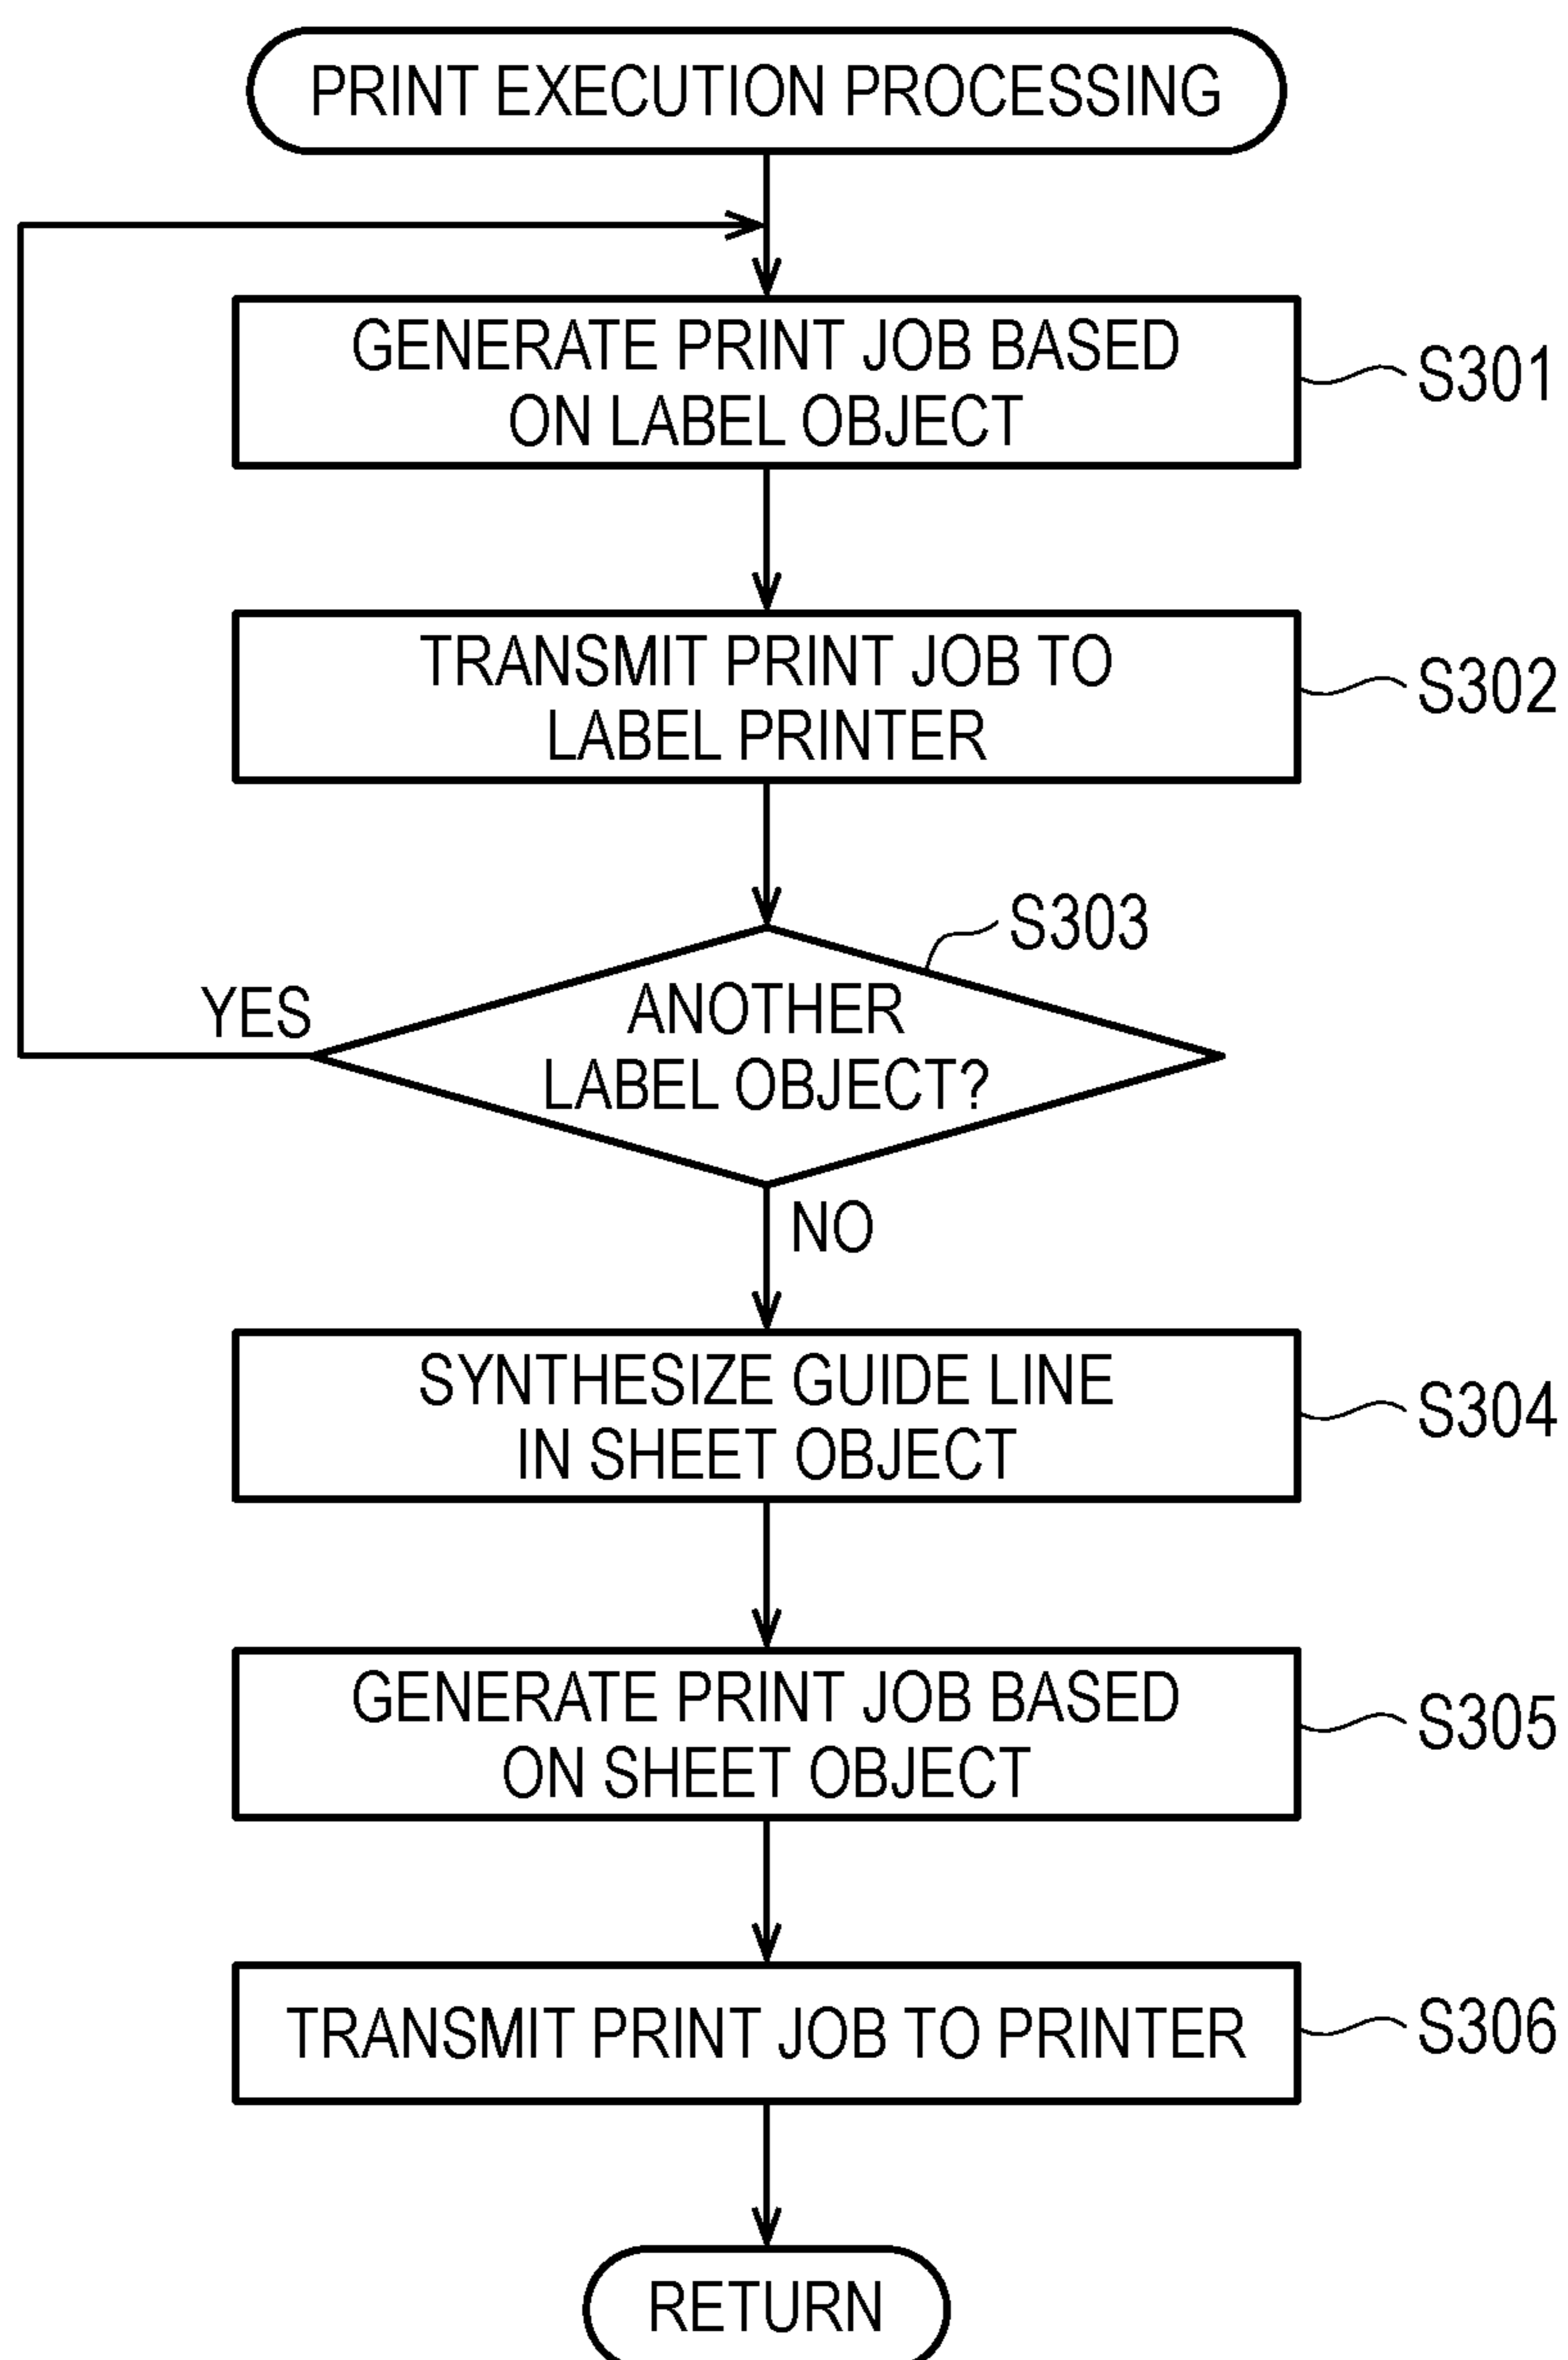 PRINT EXECUTION PROCESSING
GENERATE PRINT JOB BASED
ON LABEL OBJECT
S301
TRANSMIT PRINT JOB TO
LABEL PRINTER
S302
S303
ANOTHER
LABEL OBJECT?
YES
NO
SYNTHESIZE GUIDE LINE
IN SHEET OBJECT
S304
GENERATE PRINT JOB BASED
ON SHEET OBJECT
S305
TRANSMIT PRINT JOB TO PRINTER
S306
RETURN